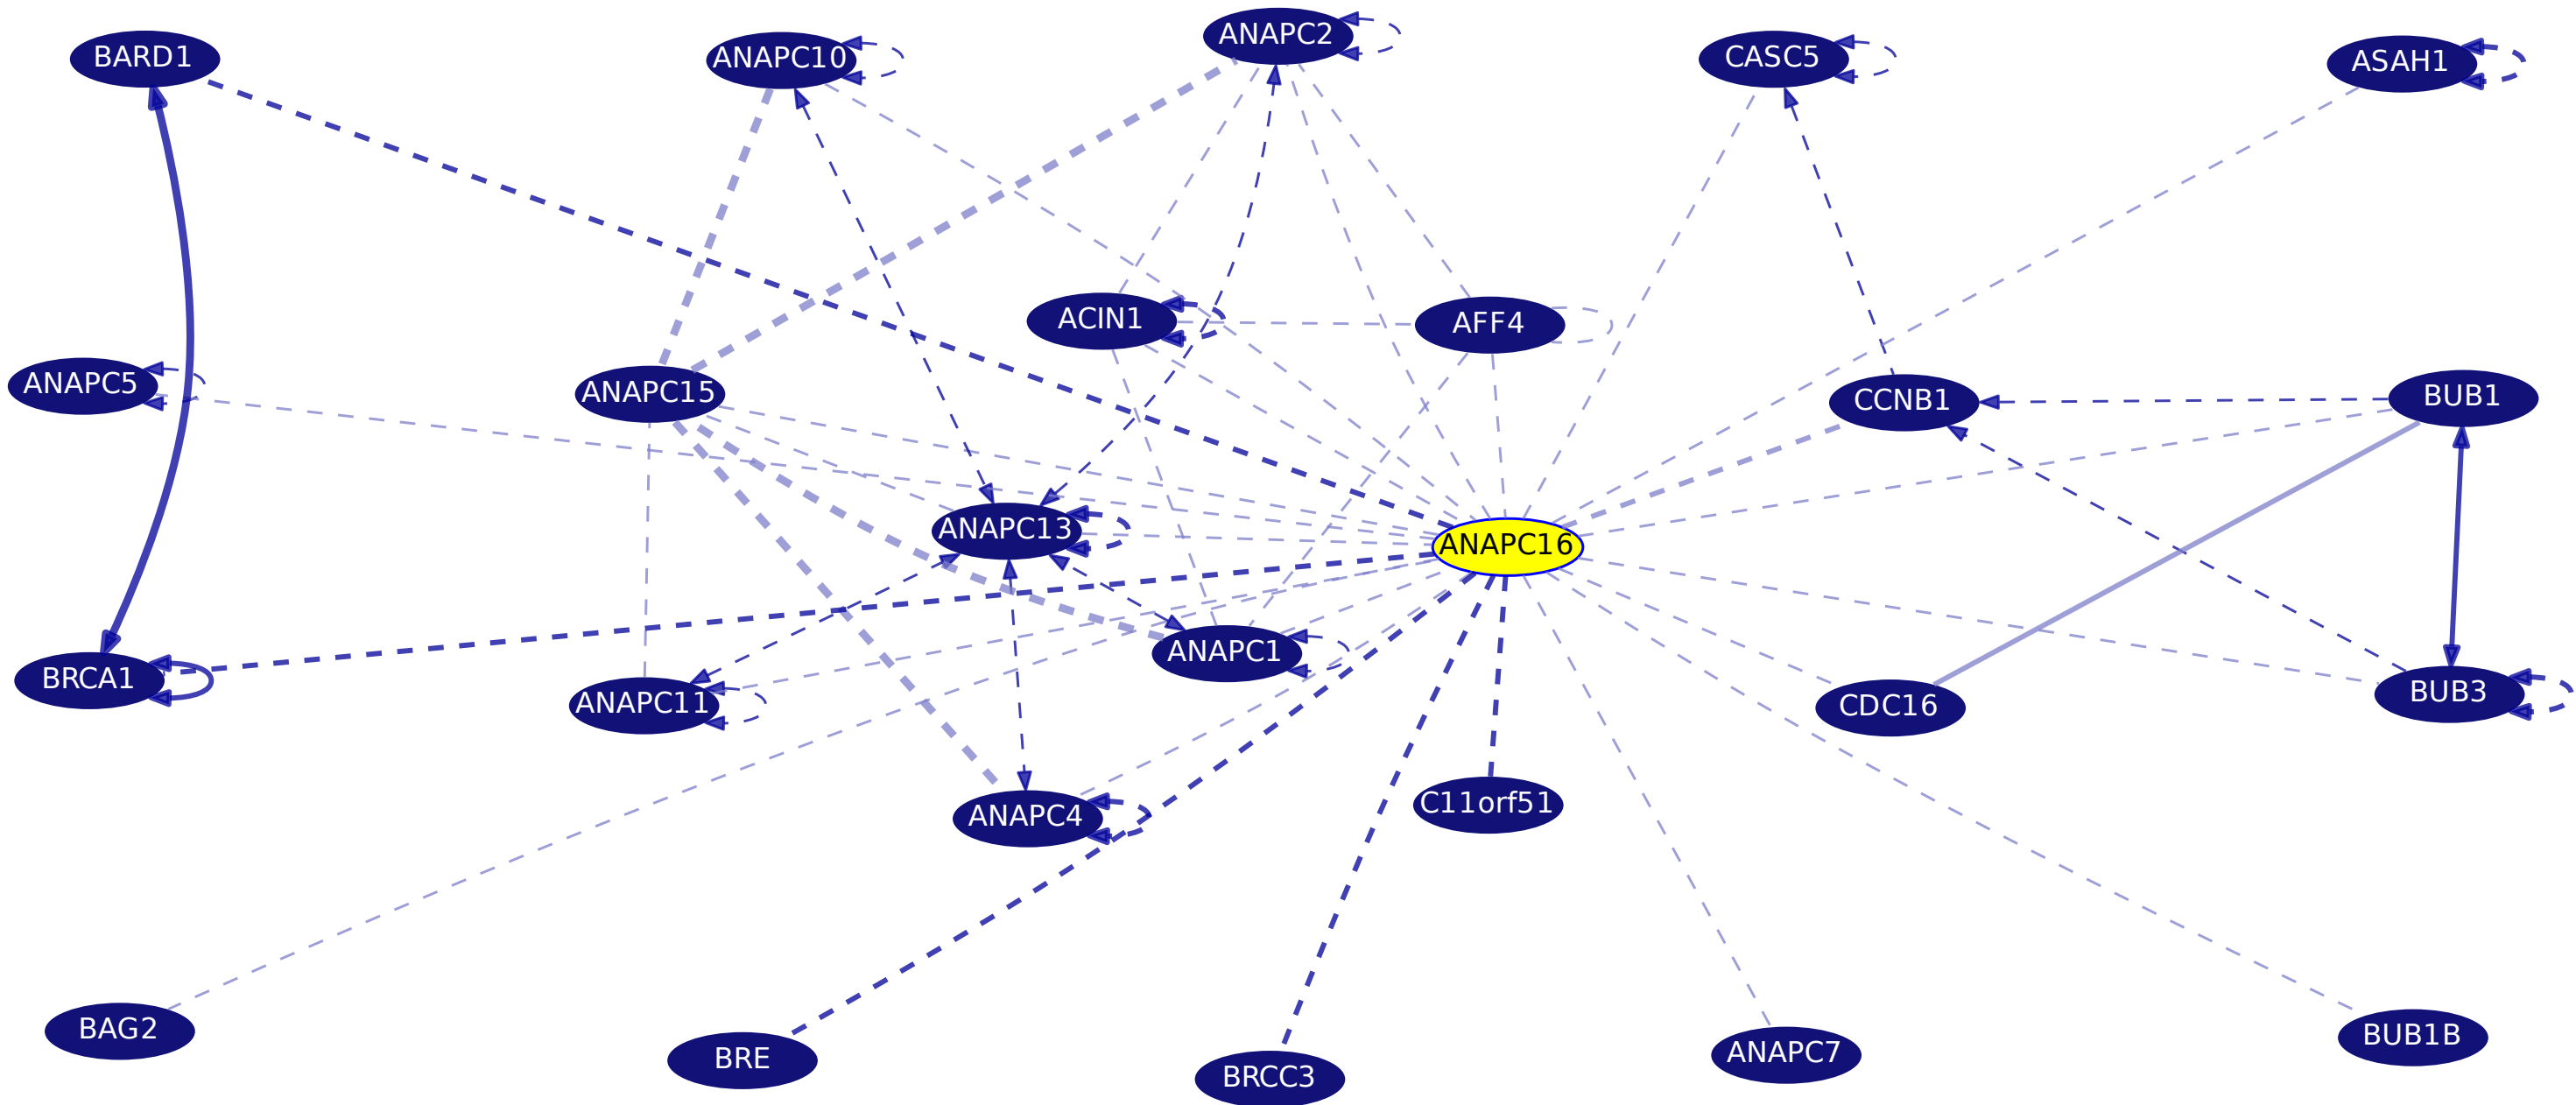 ANAPC2
BARD1
ANAPC10
CASC5
ASAH1
ACIN1
AFF4
ANAPC5
ANAPC15
CCNB1
BUB1
ANAPC13
ANAPC16
ANAPC1
BRCA1
ANAPC11
CDC16
BUB3
ANAPC4
C11orf51
BAG2
BRE
BRCC3
ANAPC7
BUB1B